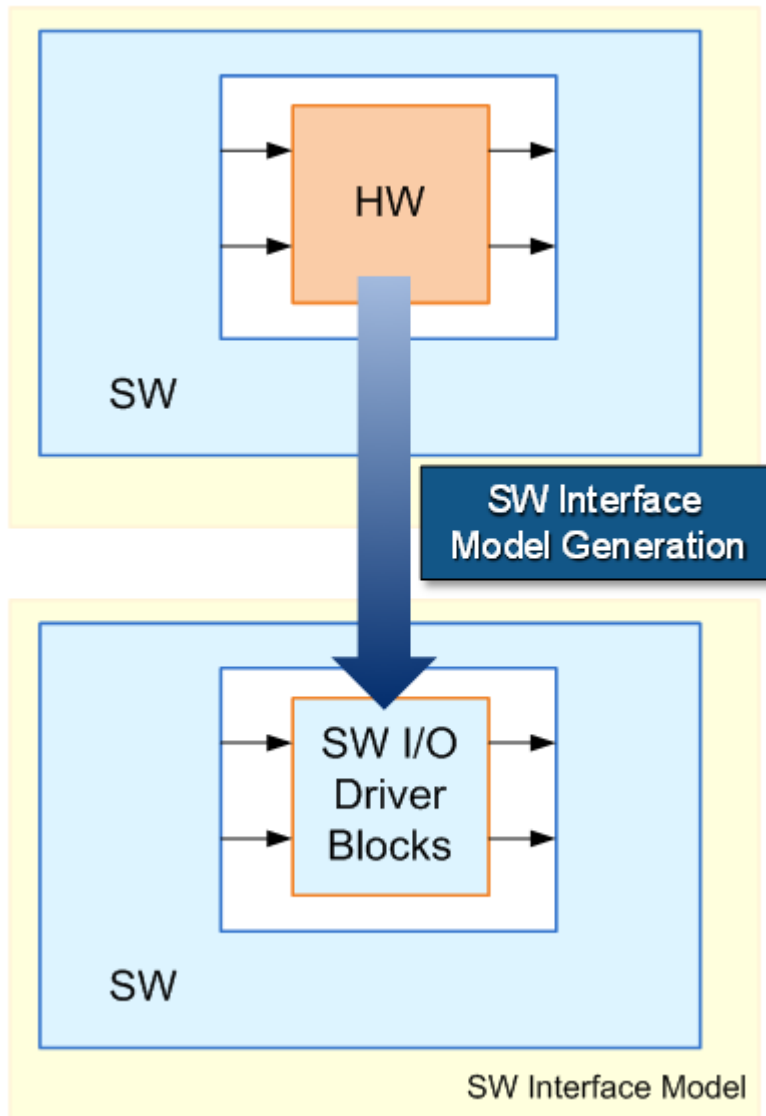 HW
SW
SW Interface
Model Generation
SW I/O
Driver
Blocks
SW
SW Interface Model